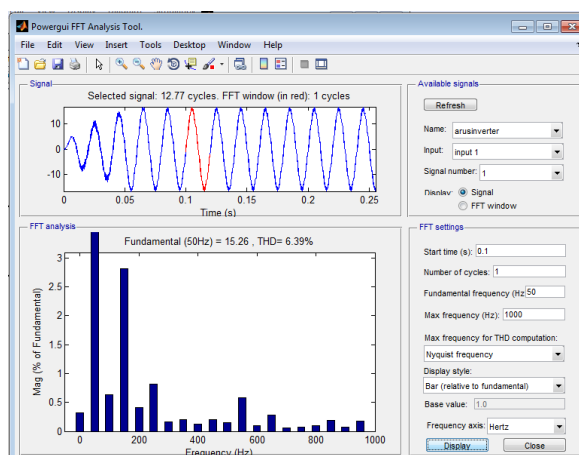 Powergui FFT Analysis Tool.
File Edit View Insert Tools Desktop Window Help
Signal
Selected signal: 12.77 cycles. FFT window (in red): 1 cycles
10
0
-10
0 0.05 0.1 0.15 0.2 0.25
Time (s)
FFT analysis
Fundamental (50Hz) = 15.26 , THD= 6.39%
Mag (% of Fundamental)
3
2.5
2
1.5
1
0.5
0
0 200 400 600 800 1000
Frequency (Hz)
Available signals
Refresh
Name: arusinverter
Input: input 1
Signal number: 1
Display: Signal
FFT window
FFT settings
Start time (s): 0.1
Number of cycles: 1
Fundamental frequency (Hz 50
Max frequency (Hz): 1000
Max frequency for THD computation:
Nyquist frequency
Display style:
Bar (relative to fundamental)
Base value: 1.0
Frequency axis: Hertz
Display Close